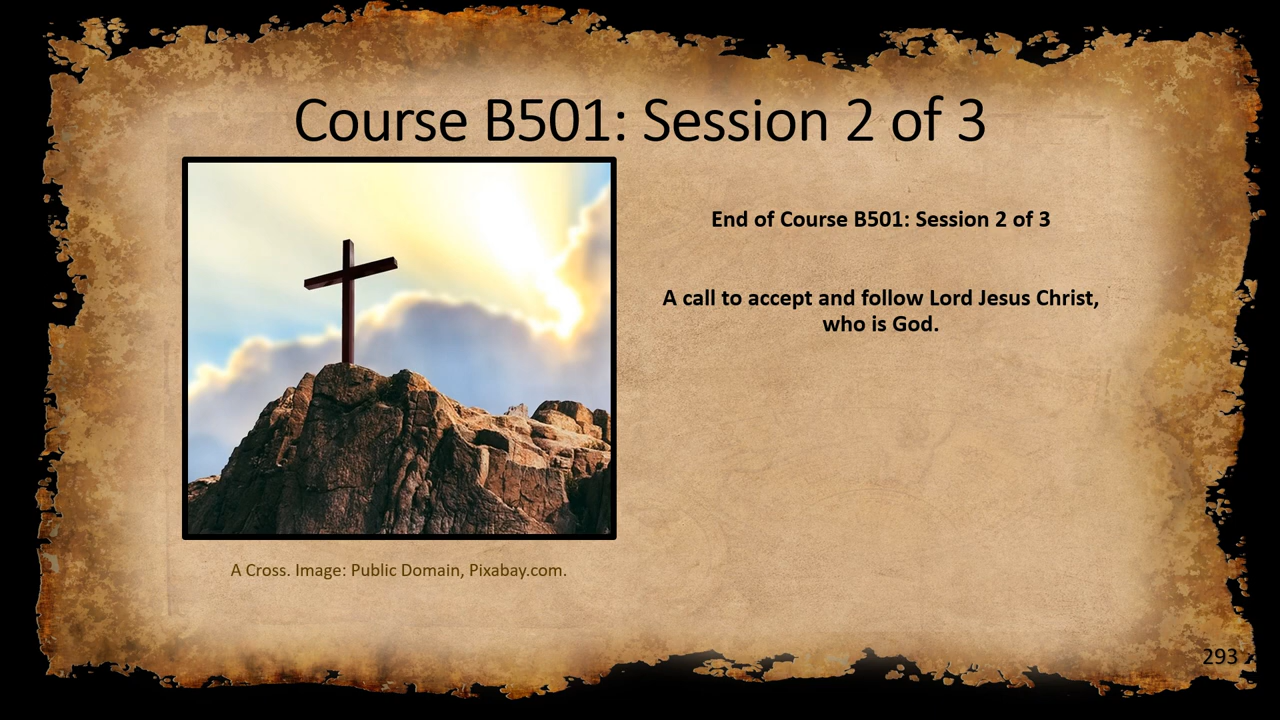 Course B501: Session 2 of 3
End of Course B501: Session 2 of 3
A call to accept and follow Lord Jesus Christ,
who is God.
A Cross. Image: Public Domain, Pixabay.com.
293